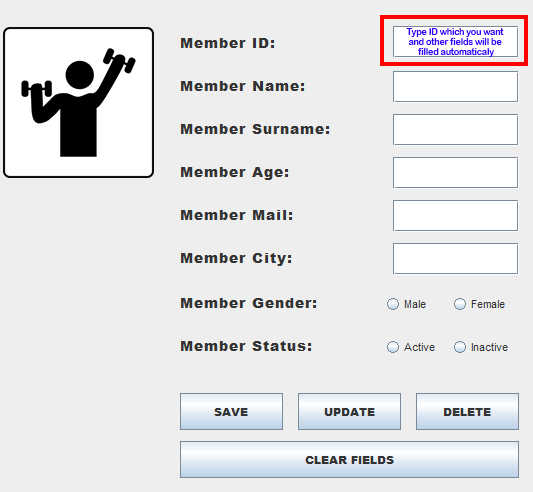 Member ID:
Type ID which you want
and other fields will be
filled automaticaly
Member Name:
Member Surname:
Member Age:
Member Mail:
Member City:
Member Gender:
Male
Female
Member Status:
Active
Inactive
SAVE
UPDATE
DELETE
CLEAR FIELDS